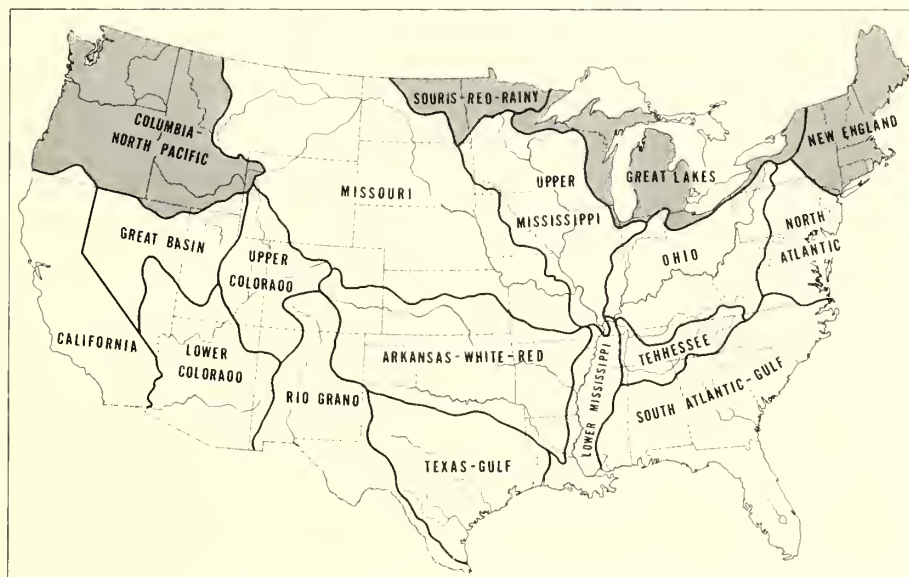 SOURIS-REO-RAINY
COLUMBIA-
NORTH PACIFIC
NEW ENGLAND
GREAT LAKES
MISSOURI
UPPER
MISSISSIPPI
NORTH
ATLANTIC
GREAT BASIN
OHIO
UPPER
COLORAOO
CALIFORNIA
LOWER
COLORAOO
ARKANSAS-WHITE-RED
TEHHESSEE
LOWER MISSISSIPPI
SOUTH ATLANTIC-GULF
RIO GRANO
TEXAS-GULF